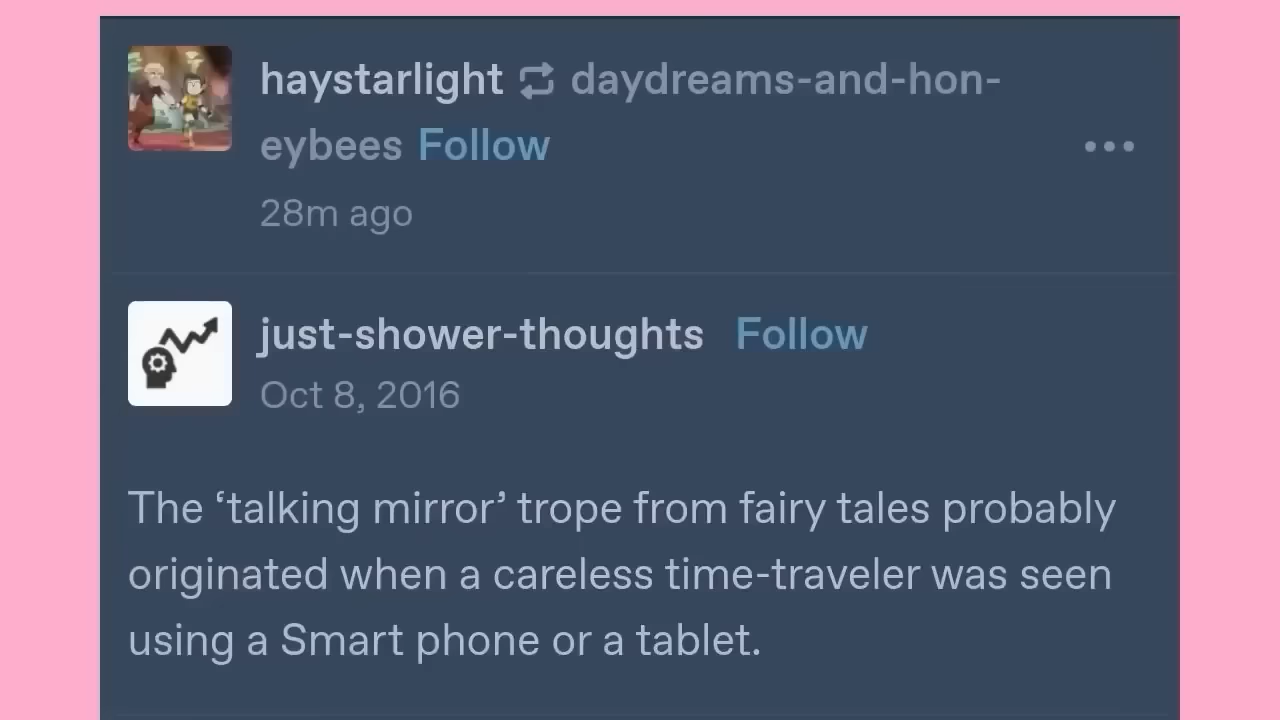 haystarlight daydreams-and-hon-
eybees Follow
28m ago
just-shower-thoughts Follow
Oct 8, 2016
The ‘talking mirror’ trope from fairy tales probably
originated when a careless time-traveler was seen
using a Smart phone or a tablet.